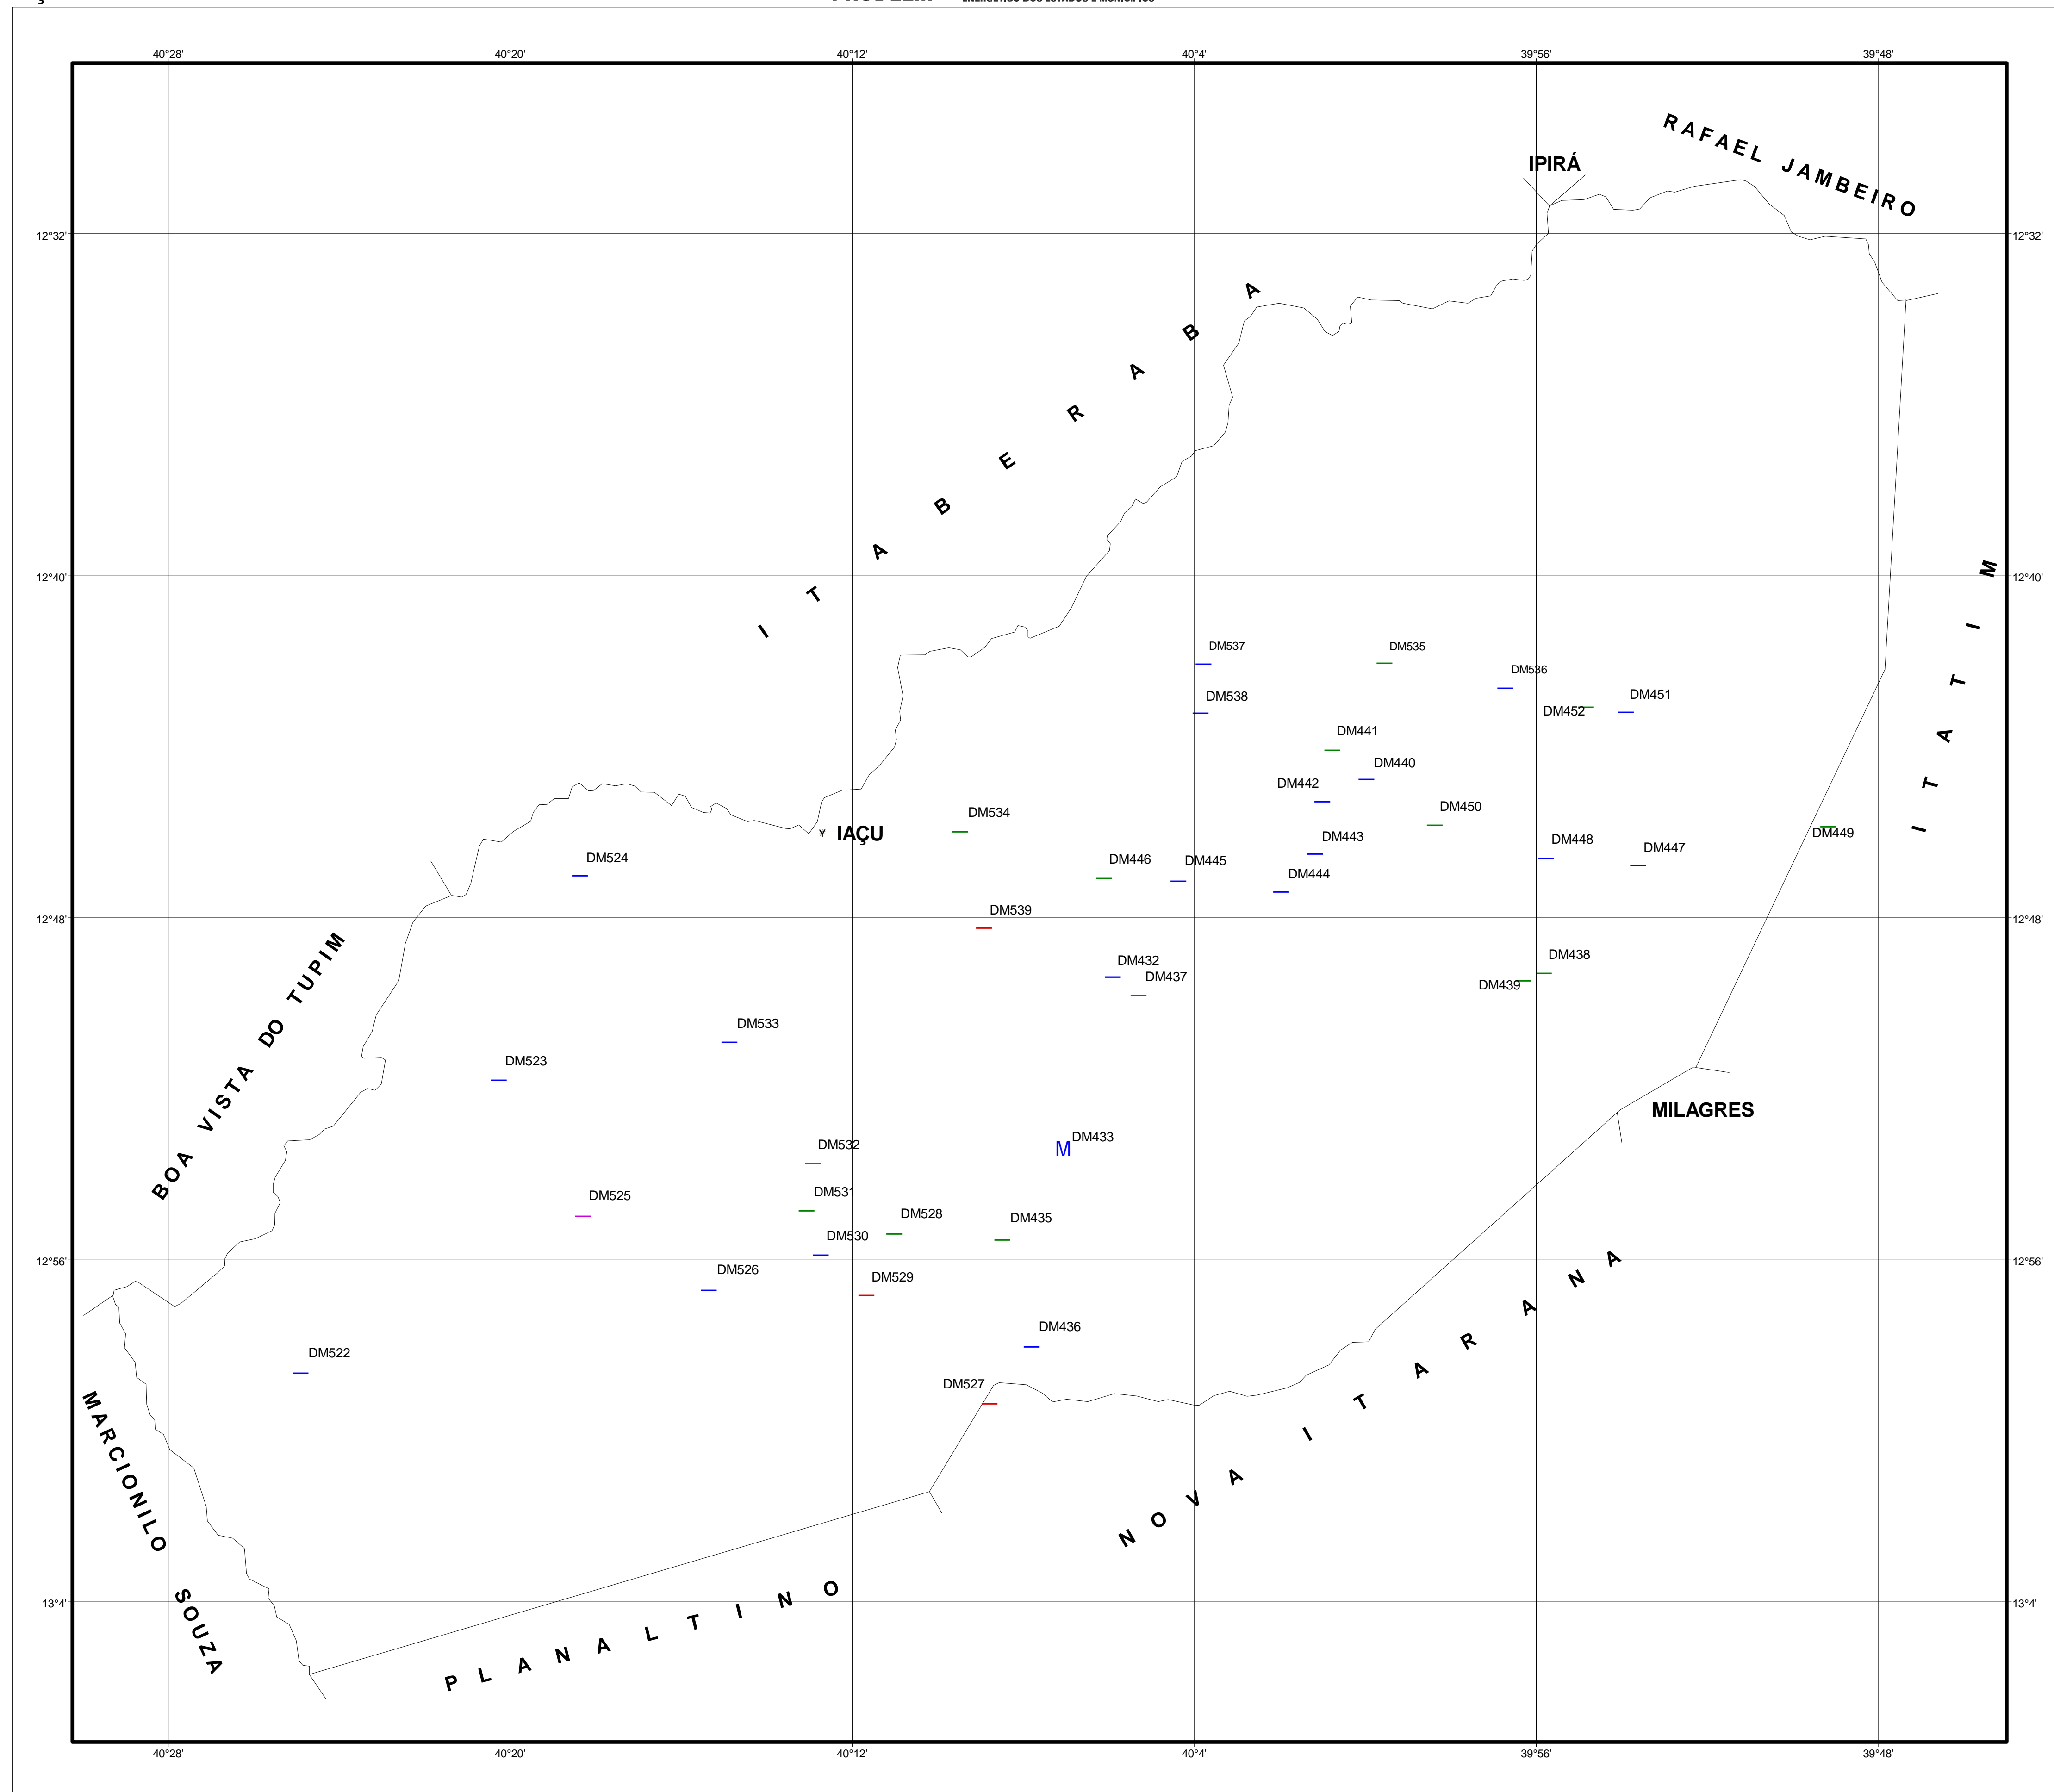 ENERGÉTICO DOS ESTADOS E MUNICÍPIOS
40°28' 40°20' 40°12' 40°4' 39°56' 39°48'
RAFAEL JAMBEIRO
IPIRÁ
12°32' 12°32'
ITABERABA
12°40' 12°40'
ITATIM
DM537
DM535
DM536
DM538
DM451
DM452
DM441
DM440
DM442
DM450
DM534
IAÇU
DM449
DM448
DM443
DM447
DM524
DM446
DM445
DM444
12°48' 12°48'
DM539
BOA VISTA DO TUPIM
DM432
DM438
DM437
DM439
DM533
DM523
MILAGRES
DM433
M
DM532
DM531
DM525
DM528
DM435
DM530
12°56' 12°56'
DM526
DM529
NOVA ITARANA
DM436
DM522
DM527
MARCIONILO SOUZA
PLANALTINO
13°4' 13°4'
40°28' 40°20' 40°12' 40°4' 39°56' 39°48'